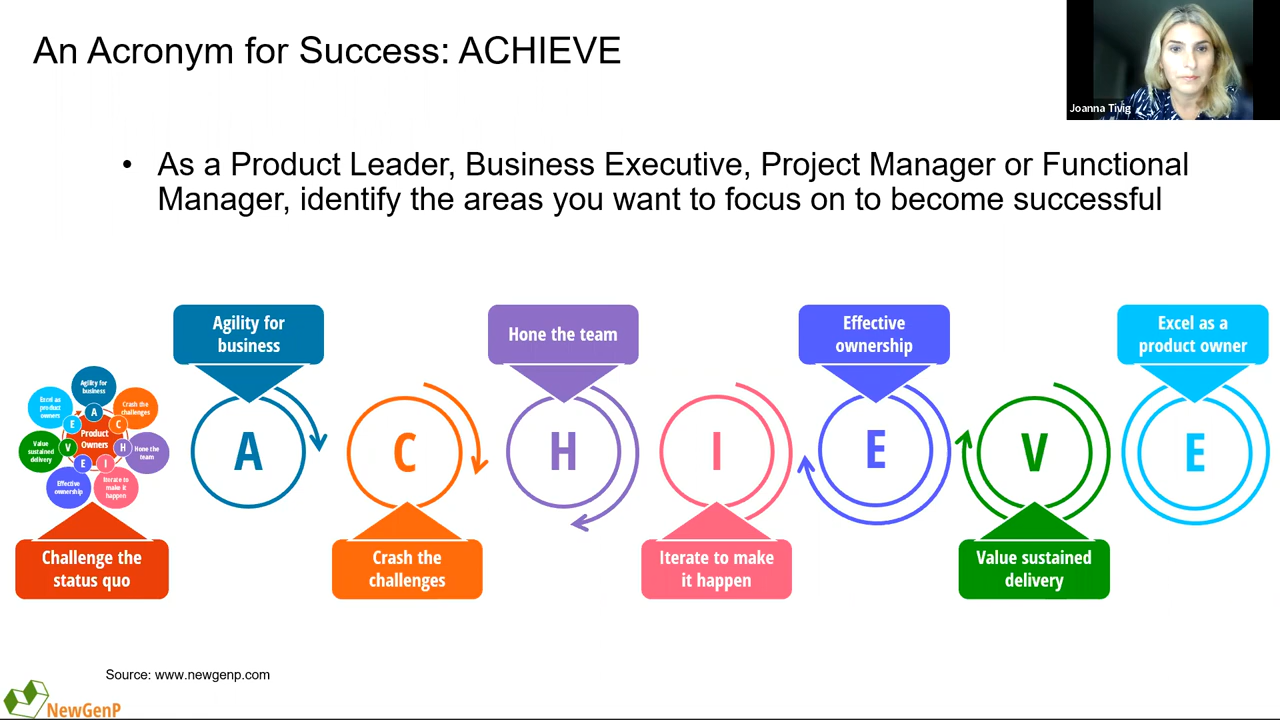 An Acronym for Success: ACHIEVE
Joanna Tivig
• As a Product Leader, Business Executive, Project Manager or Functional
Manager, identify the areas you want to focus on to become successful
Agility for
business
Hone the team
Effective
ownership
Excel as a
product owner
Agility for
business
Excel as
product
owners
Crash the
challenges
A
E
C
Product
Owners
Value
sustained
delivery
V
H
Hone the
team
E
I
Effective
ownership
Iterate to
make it
happen
A
C
H
I
E
V
E
Challenge the
status quo
Crash the
challenges
Iterate to make
it happen
Value sustained
delivery
Source: www.newgenp.com
NewGenP